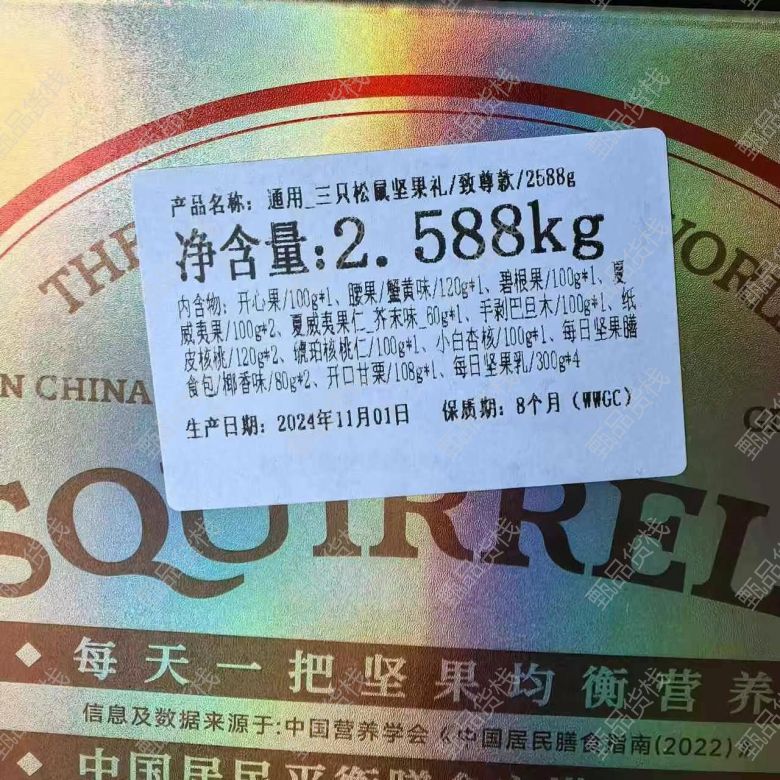 THE
WORLD
产品名称：通用_三只松鼠坚果礼/致尊款/2588g
净含量:2.588kg
内含物：开心果/100g*1、腰果/蟹黄味/120g*1、碧根果/100g*1、夏
威夷果/100g*2、夏威夷果仁_芥末味_60g*1、手剥巴旦木/100g*1、纸
皮核桃/120g*2、琥珀核桃仁/100g*1、小白杏核/100g*1、每日坚果膳
食包/椰香味/80g*2、开口甘栗/108g*1、每日坚果乳/300g*4
生产日期：2024年11月01日 保质期：8个月（WWGC）
N CHINA
SQUIRREL
◆ 每天一把坚果均衡营养
信息及数据来源于:中国营养学会《中国居民膳食指南(2022)》
甄品货栈